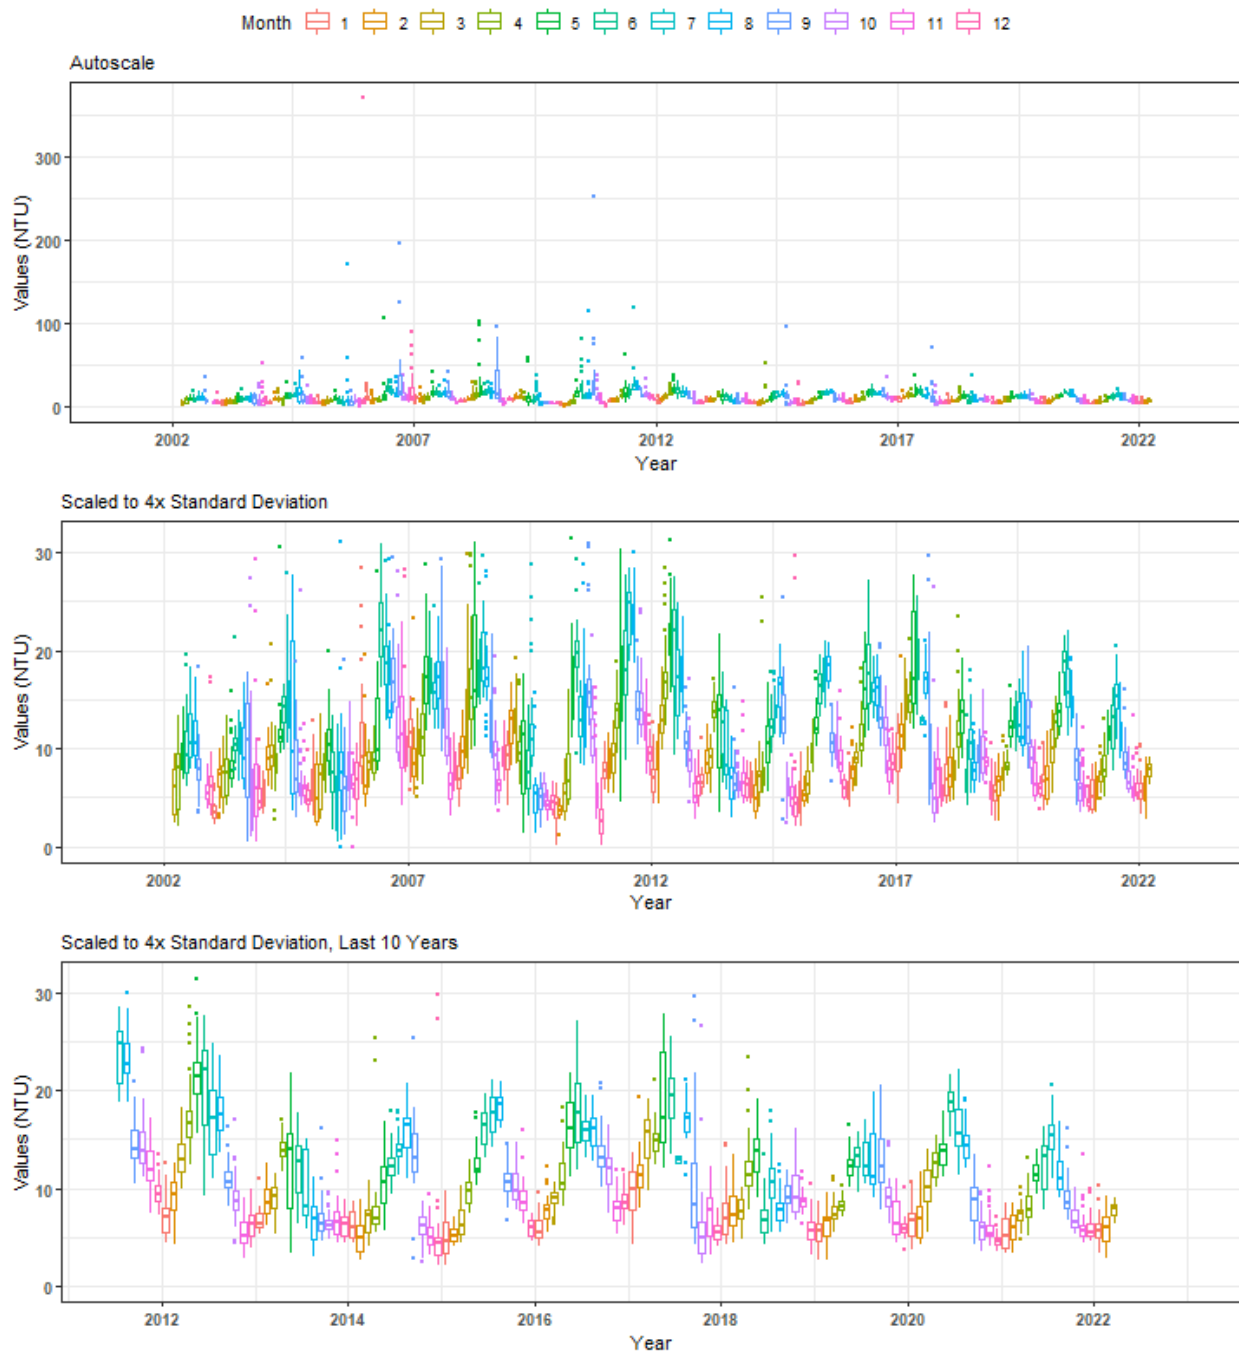 Month 1 2 3 4 5 6 7 8 9 10 11 12
Autoscale
Values (NTU)
300
200
100
0
2002 2007 2012 2017 2022
Year
Scaled to 4x Standard Deviation
Values (NTU)
30
20
10
0
2002 2007 2012 2017 2022
Year
Scaled to 4x Standard Deviation, Last 10 Years
Values (NTU)
30
20
10
0
2012 2014 2016 2018 2020 2022
Year